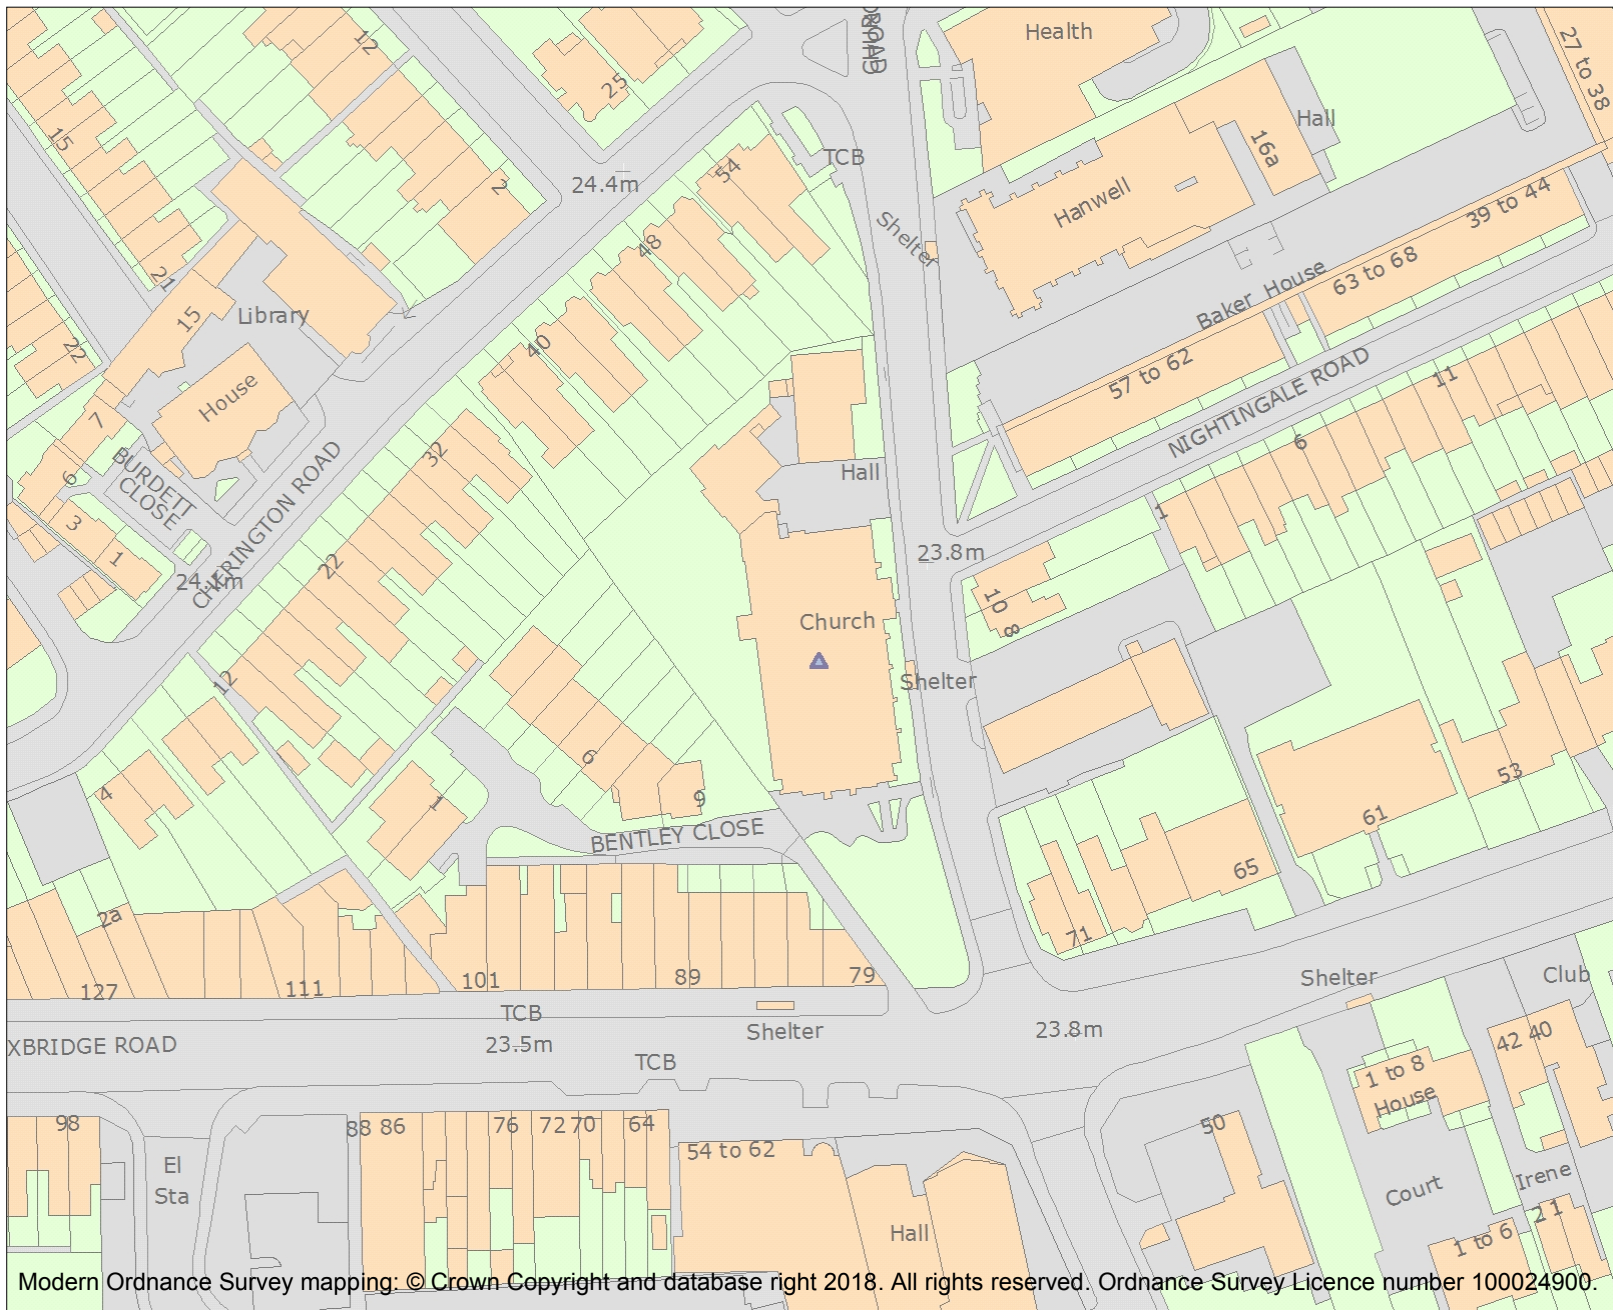 Health
27 to 38
12
25
15
Hall
16a
TCB
54
2
24.4m
Hanwell
39 to 44
Shelter
48
21
63 to 68
Baker House
15
Library
22
40
57 to 62
NIGHTINGALE ROAD
11
House
7
32
6
BURDETT
CLOSE
6
Hall
CHERINGTON ROAD
3
1
1
23.8m
22
10
8
Church
12
Shelter
6
4
1
9
53
61
BENTLEY CLOSE
65
2a
71
127
111
101
89
79
Shelter
Club
TCB
Shelter
23.8m
42 40
XBRIDGE ROAD
23.5m
TCB
1 to 8
House
98
88 86
76
72 70
64
50
54 to 62
El
Sta
Court
Irene
2 1
Hall
1 to 6
Modern Ordnance Survey mapping: © Crown Copyright and database right 2018. All rights reserved. Ordnance Survey Licence number 100024900.